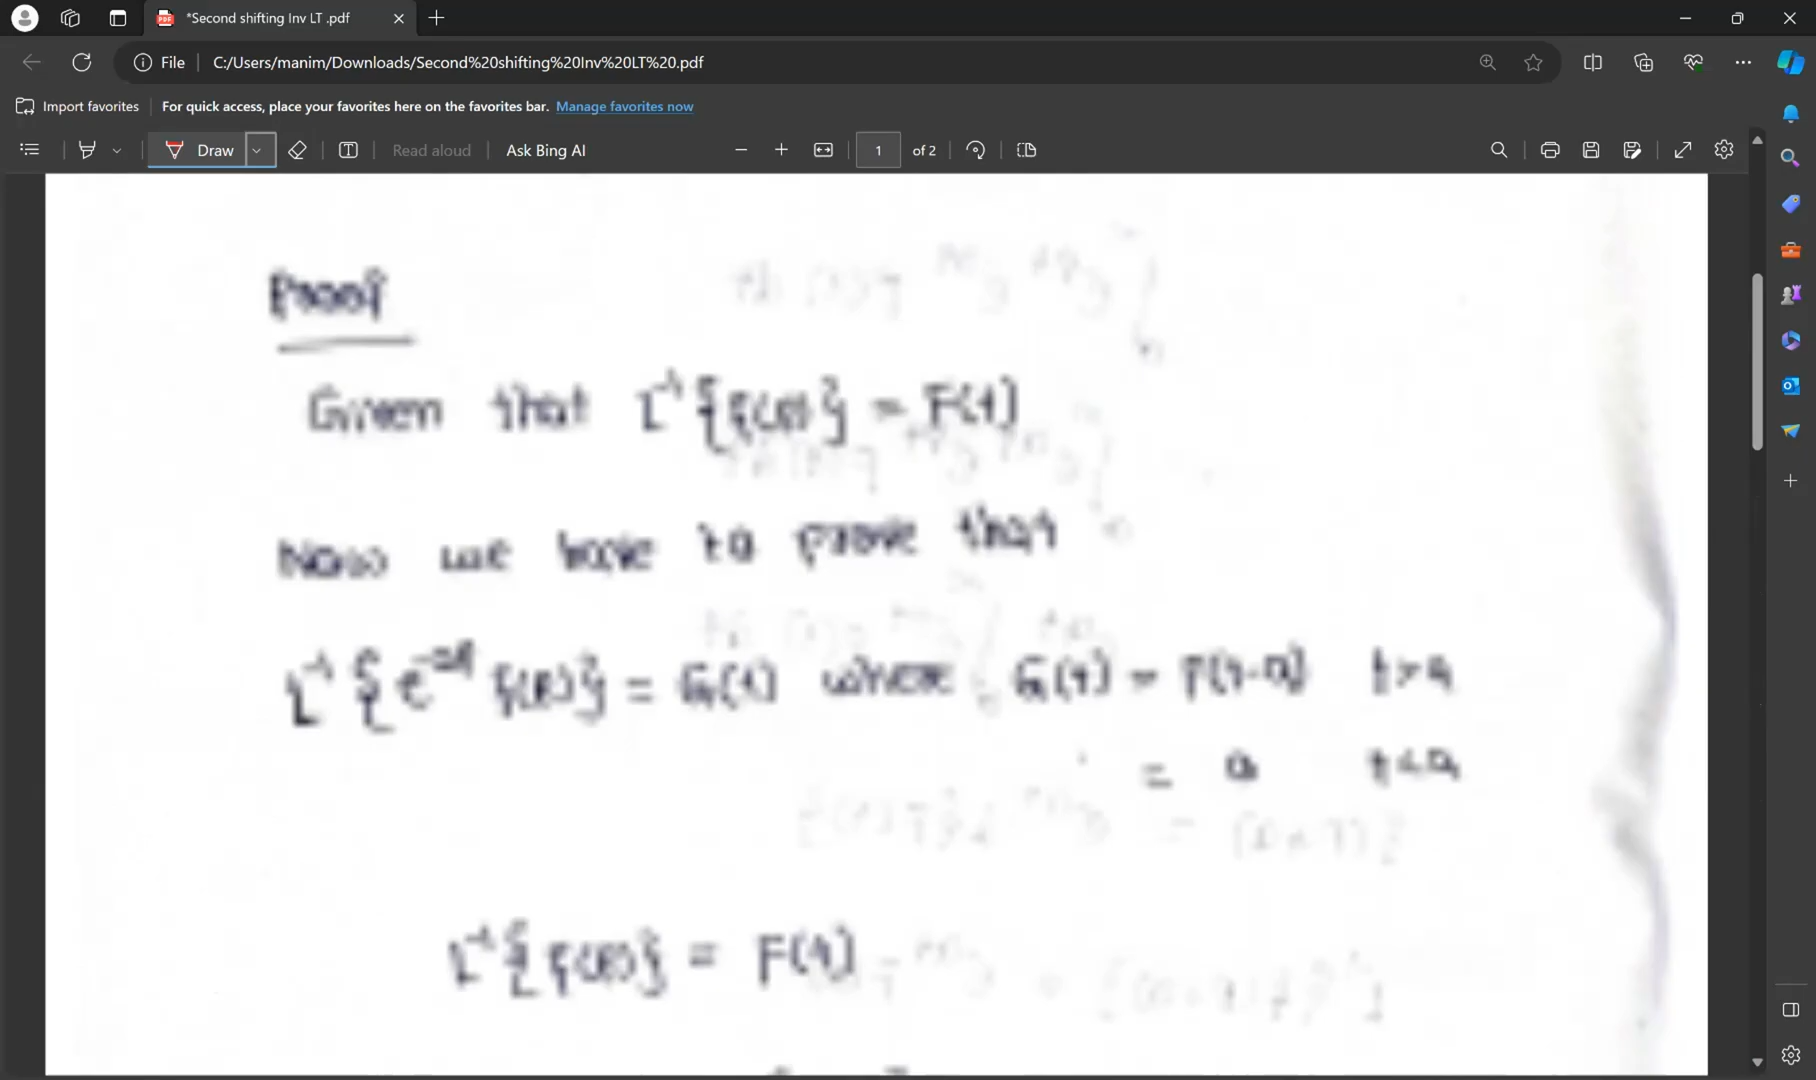 *Second shifting Inv LT .pdf
File C:/Users/manim/Downloads/Second%20shifting%20Inv%20LT%20.pdf
Import favorites For quick access, place your favorites here on the favorites bar. Manage favorites now
Draw Read aloud Ask Bing AI 1 of 2
Proof
Given that L⁻¹{f(s)} = F(t)
Now we have to prove that
L⁻¹{e⁻ᵃˢ f(s)} = G(t) where G(t) = F(t-a) t>a
= 0 t<a
L⁻¹{f(s)} = F(t)